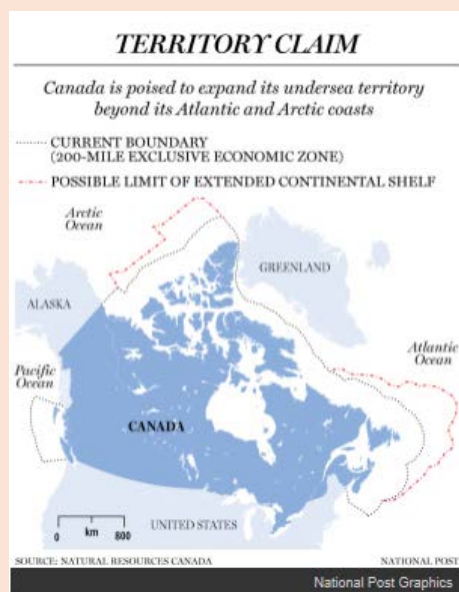 TERRITORY CLAIM
Canada is poised to expand its undersea territory
beyond its Atlantic and Arctic coasts
CURRENT BOUNDARY
(200-MILE EXCLUSIVE ECONOMIC ZONE)
POSSIBLE LIMIT OF EXTENDED CONTINENTAL SHELF
Arctic
Ocean
GREENLAND
ALASKA
Atlantic
Ocean
Pacific
Ocean
CANADA
UNITED STATES
0 km 800
SOURCE: NATURAL RESOURCES CANADA
NATIONAL POST
National Post Graphics